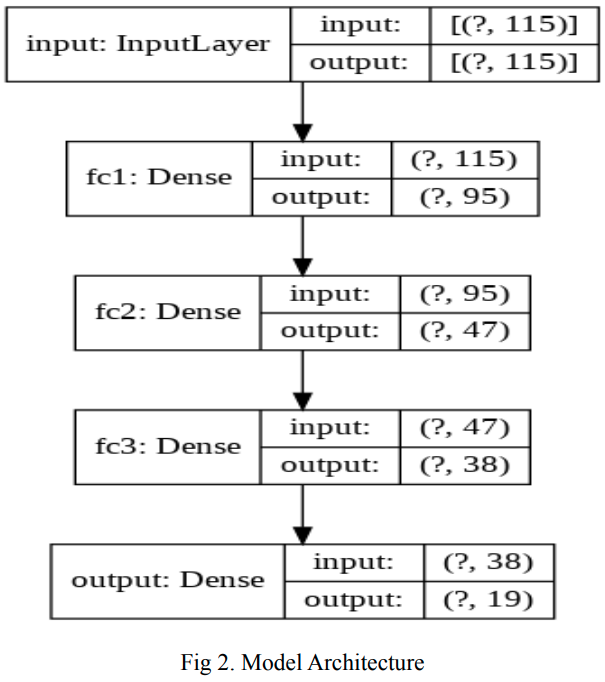 input: InputLayer
input: [(?, 115)]
output: [(?, 115)]
fc1: Dense
input: (?, 115)
output: (?, 95)
fc2: Dense
input: (?, 95)
output: (?, 47)
fc3: Dense
input: (?, 47)
output: (?, 38)
output: Dense
input: (?, 38)
output: (?, 19)
Fig 2. Model Architecture